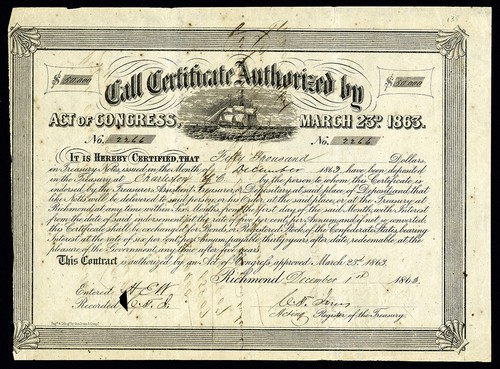 $ 50,000 $ 50,000
Call Certificate Authorized by
ACT OF CONGRESS, MARCH 23D 1863.
No. 2266 No. 2266
IT IS HEREBY CERTIFIED, THAT Fifty Thousand Dollars,
in Treasury Notes, issued in the month of December 1862, have been deposited
in the Treasury at Charleston S.C. by the person to whom this Certificate is
endorsed by the Treasurer, Assistant Treasurer, or Depositary at said place of Deposit, and that
like Notes will be delivered to said person, or his Order, at the said place, or at the Treasury at
Richmond, at any time within Six Months, from the first day of the said Month, with Interest
from the date of said indorsement, at the rate of per cent, per Annum, and if not so converted
this Certificate shall be exchanged for Bonds, or Registered Stock of the Confederate States, bearing
Interest at the rate of six per cent per Annum, payable thirty years after date, redeemable at the
pleasure of the Government, any time after five years.
This Contract is authorized by an Act of Congress approved March 23d 1863.
Richmond December 1st 1862
Entered H E W
Recorded C. H. I.
Acting Register of the Treasury.